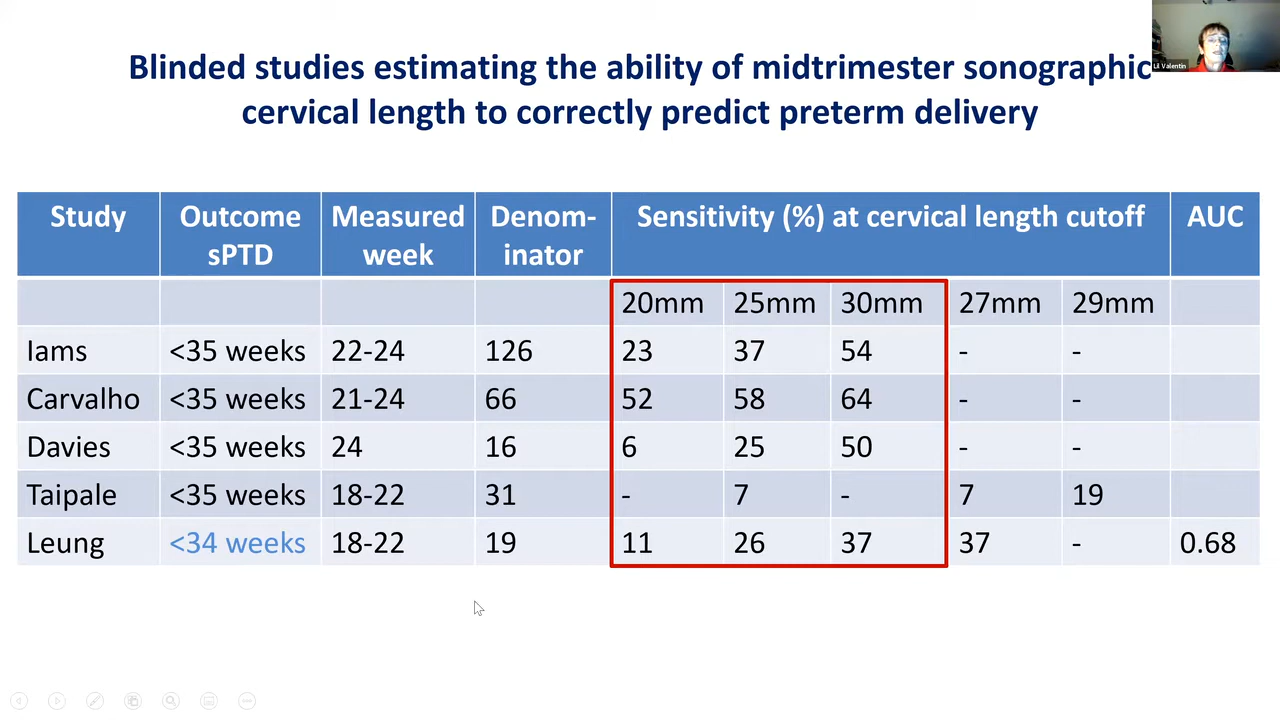 Blinded studies estimating the ability of midtrimester sonographic
cervical length to correctly predict preterm delivery
Lil Valentin
Study Outcome sPTD Measured week Denom-inator Sensitivity (%) at cervical length cutoff AUC
20mm 25mm 30mm 27mm 29mm
Iams <35 weeks 22-24 126 23 37 54 - -
Carvalho <35 weeks 21-24 66 52 58 64 - -
Davies <35 weeks 24 16 6 25 50 - -
Taipale <35 weeks 18-22 31 - 7 - 7 19
Leung <34 weeks 18-22 19 11 26 37 37 - 0.68